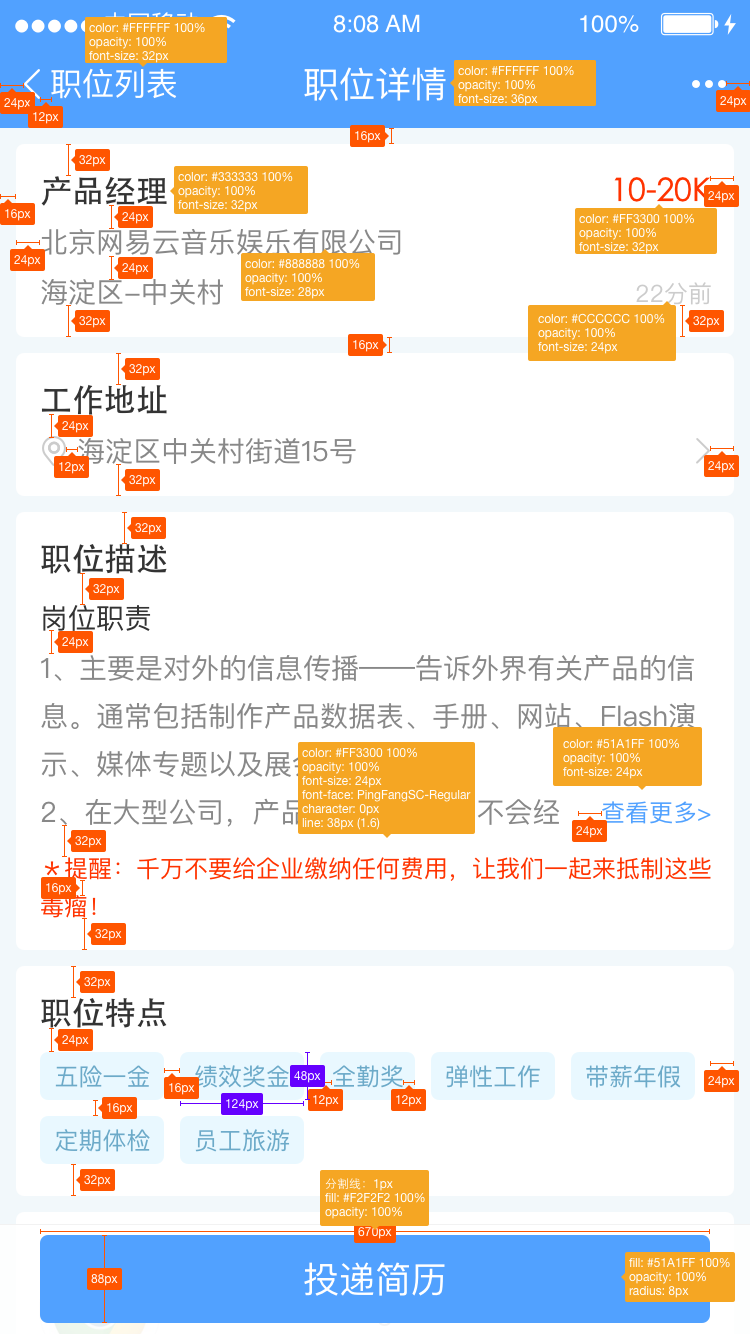 8:08 AM
100%
color: #FFFFFF 100%
opacity: 100%
font-size: 32px
职位列表
职位详情
color: #FFFFFF 100%
opacity: 100%
font-size: 36px
24px
12px
24px
16px
32px
产品经理
color: #333333 100%
opacity: 100%
font-size: 32px
10-20K
24px
16px
24px
color: #FF3300 100%
opacity: 100%
font-size: 32px
北京网易云音乐娱乐有限公司
24px
24px
color: #888888 100%
opacity: 100%
font-size: 28px
海淀区-中关村
22分前
32px
color: #CCCCCC 100%
opacity: 100%
font-size: 24px
32px
16px
32px
工作地址
24px
海淀区中关村街道15号
12px
24px
32px
32px
职位描述
32px
岗位职责
24px
1、主要是对外的信息传播——告诉外界有关产品的信
息。通常包括制作产品数据表、手册、网站、Flash演
示、媒体专题以及展
color: #FF3300 100%
opacity: 100%
font-size: 24px
font-face: PingFangSC-Regular
character: 0px
line: 38px (1.6)
color: #51A1FF 100%
opacity: 100%
font-size: 24px
2、在大型公司，产品
不会经
查看更多>
24px
32px
＊提醒：千万不要给企业缴纳任何费用，让我们一起来抵制这些
16px
毒瘤！
32px
32px
职位特点
24px
五险一金
绩效奖金
全勤奖
弹性工作
带薪年假
16px
48px
12px
12px
24px
124px
16px
定期体检
员工旅游
32px
分割线：1px
fill: #F2F2F2 100%
opacity: 100%
670px
投递简历
88px
fill: #51A1FF 100%
opacity: 100%
radius: 8px